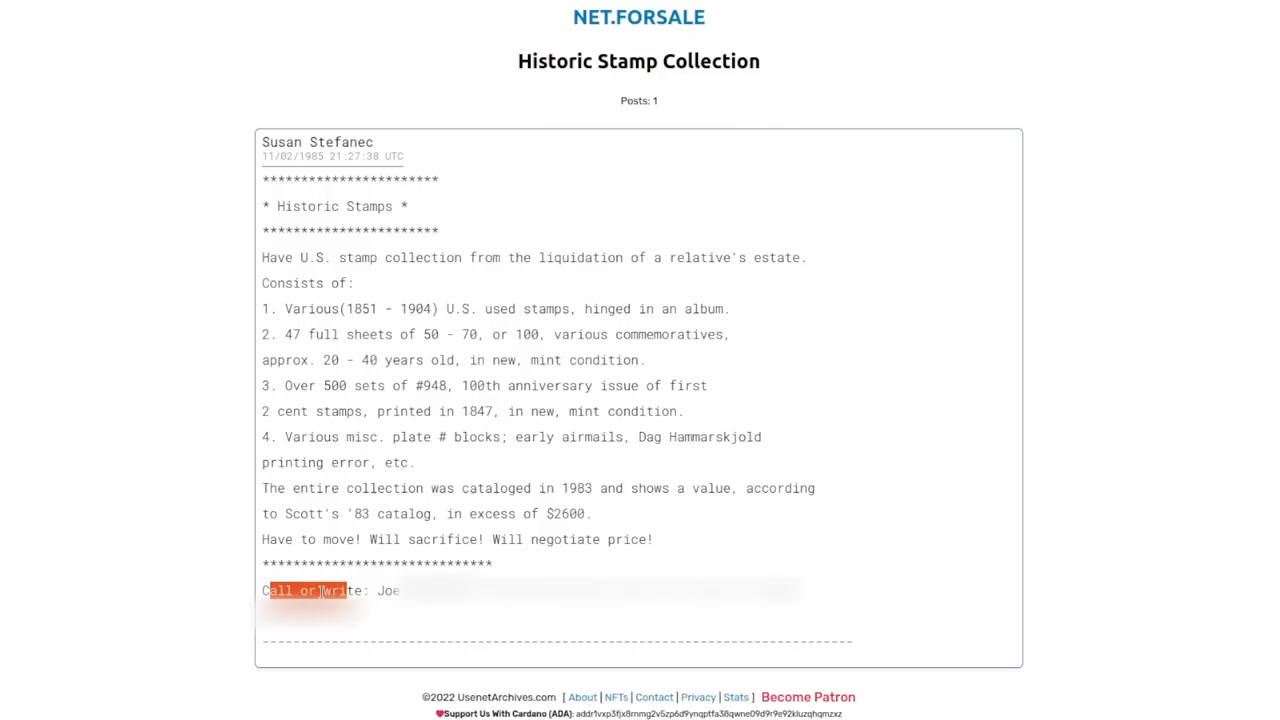 NET.FORSALE
Historic Stamp Collection
Posts: 1
Susan Stefanec
11/02/1985 21:27:38 UTC
***********************
* Historic Stamps *
***********************
Have U.S. stamp collection from the liquidation of a relative's estate.
Consists of:
1. Various(1851 - 1904) U.S. used stamps, hinged in an album.
2. 47 full sheets of 50 - 70, or 100, various commemoratives,
approx. 20 - 40 years old, in new, mint condition.
3. Over 500 sets of #948, 100th anniversary issue of first
2 cent stamps, printed in 1847, in new, mint condition.
4. Various misc. plate # blocks; early airmails, Dag Hammarskjold
printing error, etc.
The entire collection was cataloged in 1983 and shows a value, according
to Scott's '83 catalog, in excess of $2600.
Have to move! Will sacrifice! Will negotiate price!
******************************
Call or write: Joe
-----------------------------------------------------------------------------
©2022 UsenetArchives.com [ About | NFTs | Contact | Privacy | Stats ] Become Patron
Support Us With Cardano (ADA): addr1vxp3fjx8rnmg2v5zp6d9ynqptfa38qwne09d9r9e92kluzqhqmzxz